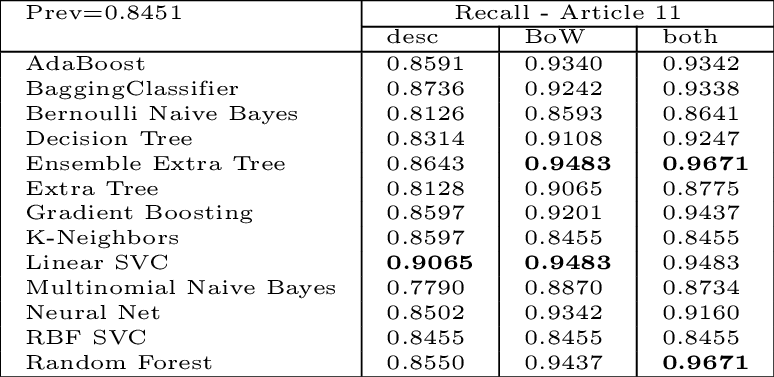 Prev=0.8451 Recall - Article 11
desc BoW both
AdaBoost 0.8591 0.9340 0.9342
BaggingClassifier 0.8736 0.9242 0.9338
Bernoulli Naive Bayes 0.8126 0.8593 0.8641
Decision Tree 0.8314 0.9108 0.9247
Ensemble Extra Tree 0.8643 0.9483 0.9671
Extra Tree 0.8128 0.9065 0.8775
Gradient Boosting 0.8597 0.9201 0.9437
K-Neighbors 0.8597 0.8455 0.8455
Linear SVC 0.9065 0.9483 0.9483
Multinomial Naive Bayes 0.7790 0.8870 0.8734
Neural Net 0.8502 0.9342 0.9160
RBF SVC 0.8455 0.8455 0.8455
Random Forest 0.8550 0.9437 0.9671